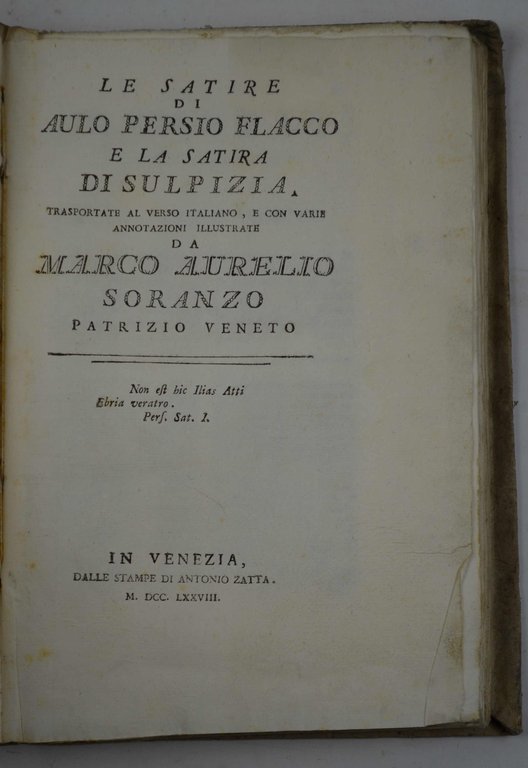 LE SATIRE
DI
AULO PERSIO FLACCO
E LA SATIRA
DI SULPIZIA,
TRASPORTATE AL VERSO ITALIANO, E CON VARIE
ANNOTAZIONI ILLUSTRATE
DA
MARCO AURELIO
SORANZO
PATRIZIO VENETO
Non eſt hic Ilias Atti
Ebria veratro.
Perſ. Sat. I.
IN VENEZIA,
DALLE STAMPE DI ANTONIO ZATTA.
M. DCC. LXXVIII.